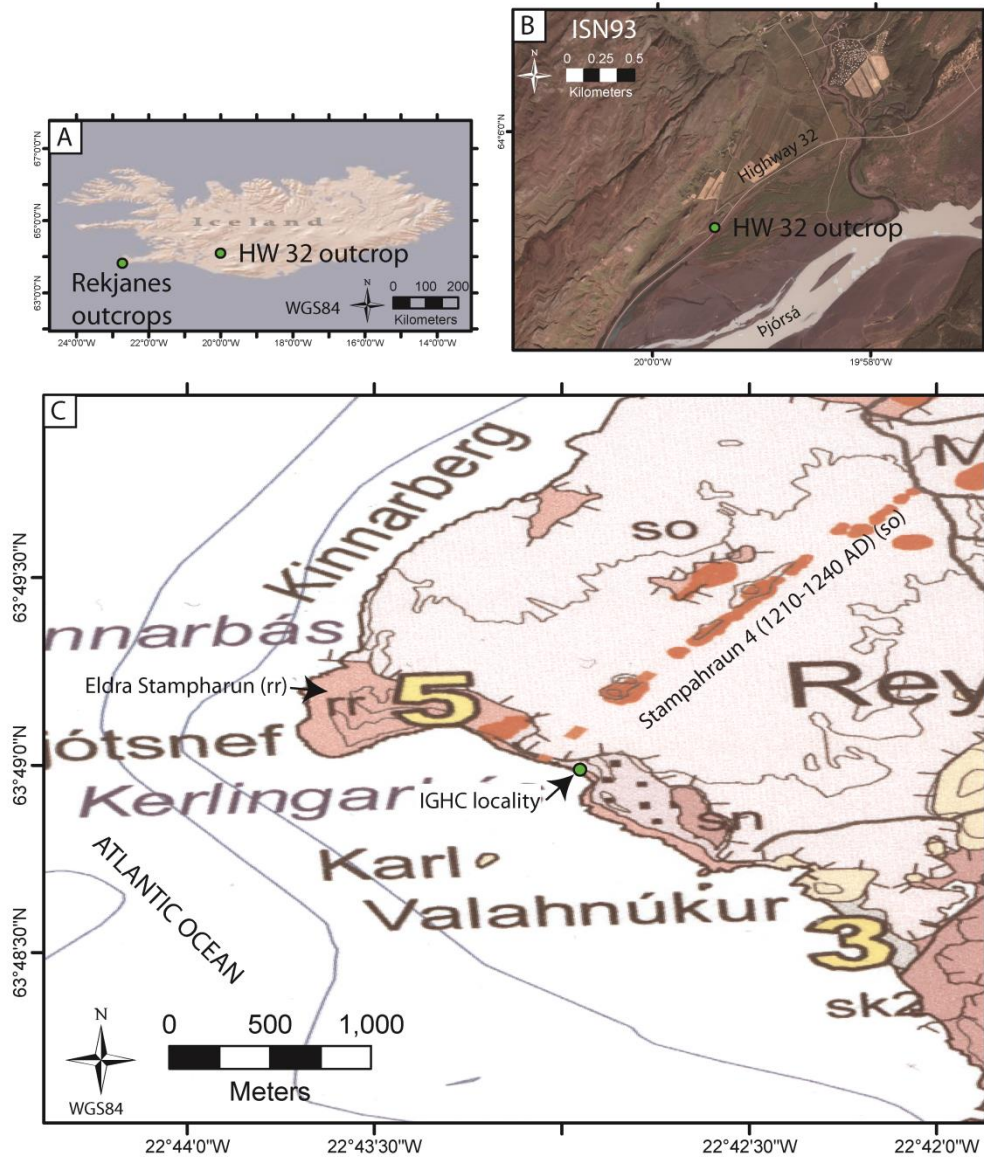 A
N
67°0'0"N
65°0'0"N
63°0'0"N
Iceland
HW 32 outcrop
Rekjanes
outcrops
WGS84
0 100 200
Kilometers
24°0'0"W 22°0'0"W 20°0'0"W 18°0'0"W 16°0'0"W 14°0'0"W
B
ISN93
N
0 0.25 0.5
Kilometers
64°6'0"N
Highway 32
HW 32 outcrop
Þjórsá
20°0'0"W 19°58'0"W
C
Kinnarberg
so
M
63°49'30"N
Stampahraun 4 (1210-1240 AD) (so)
nnarbás
Eldra Stampharun (rr)
rr
5
Rey
jótsnef
63°49'0"N
Kerlingar
IGHC locality
sn
Karl
ATLANTIC OCEAN
Valahnúkur
3
63°48'30"N
sk2
N
WGS84
0 500 1,000
Meters
22°44'0"W 22°43'30"W 22°42'30"W 22°42'0"W